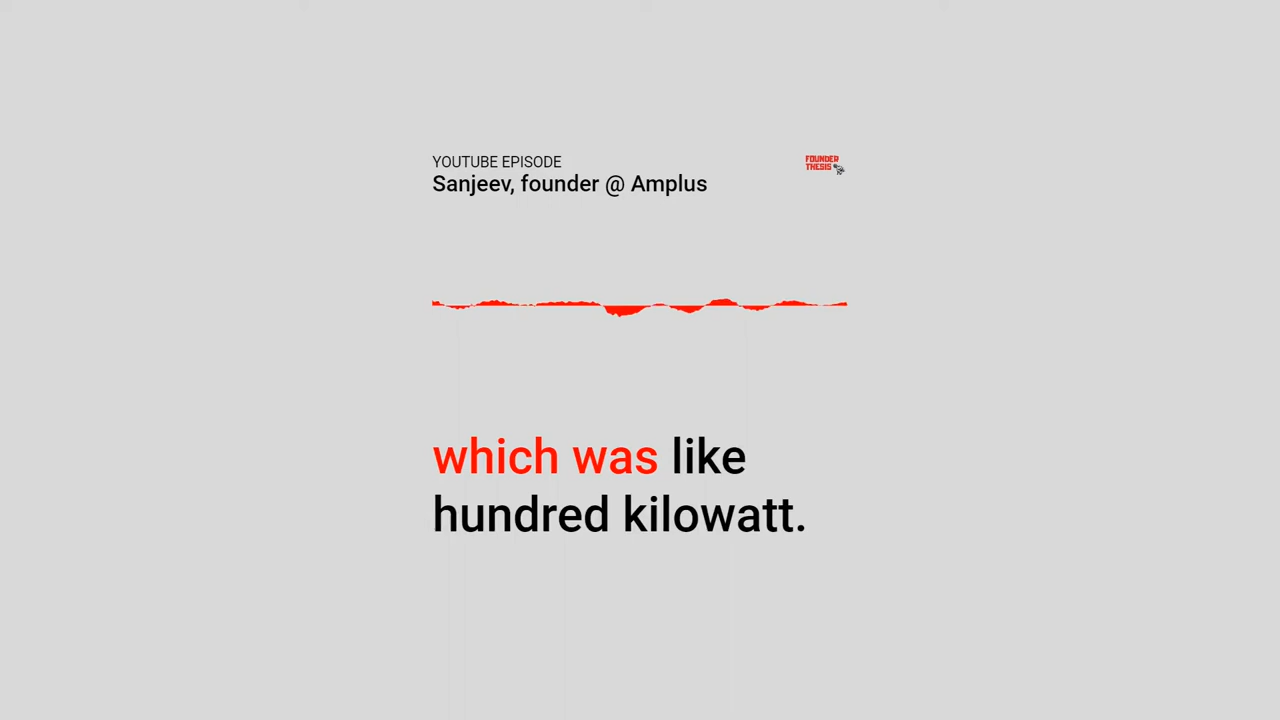 YOUTUBE EPISODE
Sanjeev, founder @ Amplus
FOUNDER
THESIS
which was like
hundred kilowatt.